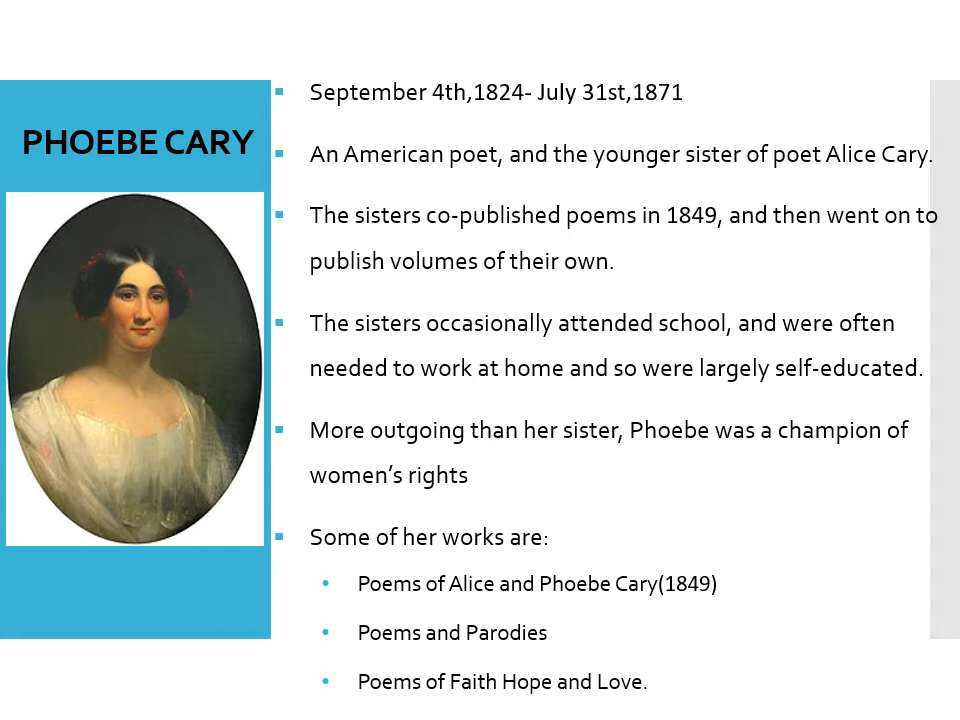 PHOEBE CARY
September 4th,1824- July 31st,1871
An American poet, and the younger sister of poet Alice Cary.
The sisters co-published poems in 1849, and then went on to
publish volumes of their own.
The sisters occasionally attended school, and were often
needed to work at home and so were largely self-educated.
More outgoing than her sister, Phoebe was a champion of
women’s rights
Some of her works are:
Poems of Alice and Phoebe Cary(1849)
Poems and Parodies
Poems of Faith Hope and Love.